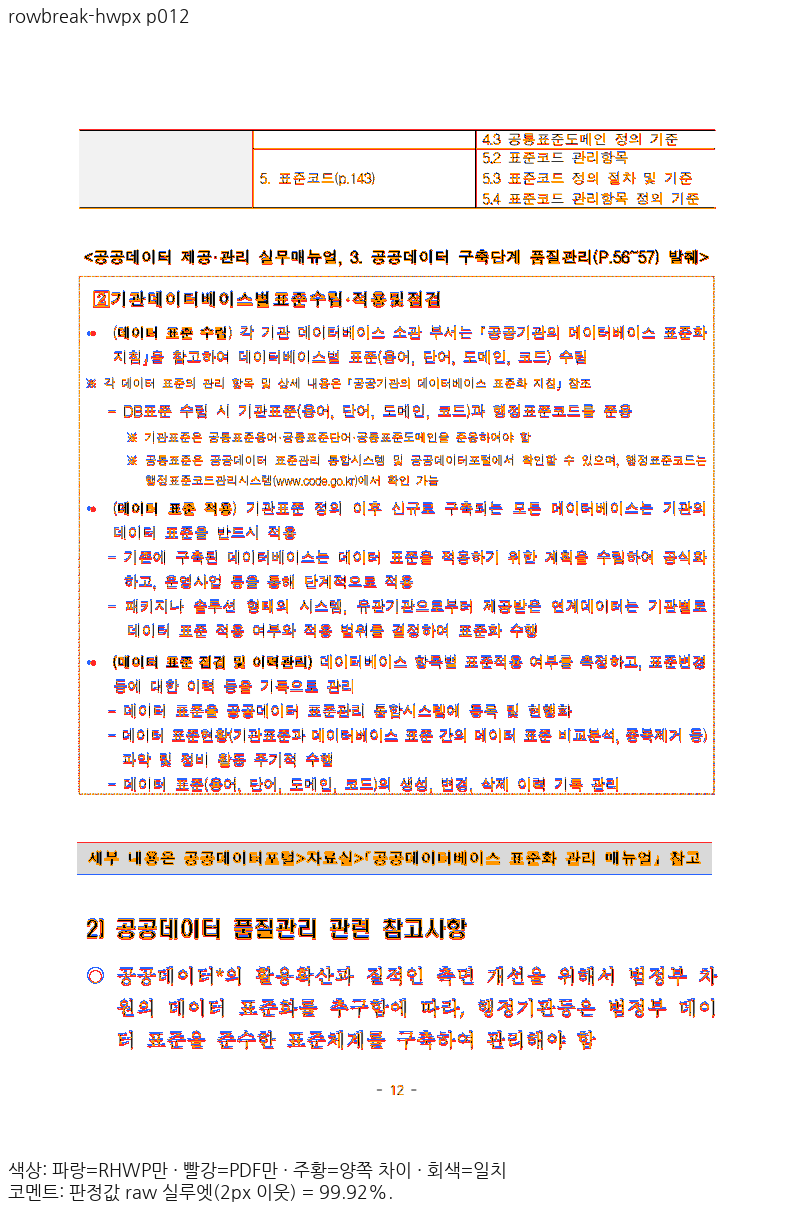 rowbreak-hwpx p012
4.3 공통표준도메인 정의 기준
5.2 표준코드 관리항목
5. 표준코드(p.143)
5.3 표준코드 정의 절차 및 기준
5.4 표준코드 관리항목 정의 기준
<공공데이터 제공·관리 실무매뉴얼, 3. 공공데이터 구축단계 품질관리(P.56~57) 발췌>
2 기관데이터베이스별표준수립·적용및점검
• (데이터 표준 수립) 각 기관 데이터베이스 소관 부서는 『공공기관의 데이터베이스 표준화
지침』을 참고하여 데이터베이스별 표준(용어, 단어, 도메인, 코드) 수립
※ 각 데이터 표준의 관리 항목 및 상세 내용은 『공공기관의 데이터베이스 표준화 지침』 참조
- DB표준 수립 시 기관표준(용어, 단어, 도메인, 코드)과 행정표준코드를 준용
※ 기관표준은 공통표준용어·공통표준단어·공통표준도메인을 준용하여야 함
※ 공통표준은 공공데이터 표준관리 통합시스템 및 공공데이터포털에서 확인할 수 있으며, 행정표준코드는
행정표준코드관리시스템(www.code.go.kr)에서 확인 가능
• (데이터 표준 적용) 기관표준 정의 이후 신규로 구축되는 모든 데이터베이스는 기관의
데이터 표준을 반드시 적용
- 기존에 구축된 데이터베이스는 데이터 표준을 적용하기 위한 계획을 수립하여 공식화
하고, 운영사업 등을 통해 단계적으로 적용
- 패키지나 솔루션 형태의 시스템, 유관기관으로부터 제공받은 연계데이터는 기관별로
데이터 표준 적용 여부와 적용 범위를 결정하여 표준화 수행
• (데이터 표준 점검 및 이력관리) 데이터베이스 항목별 표준적용 여부를 측정하고, 표준변경
등에 대한 이력 등을 기록으로 관리
- 데이터 표준을 공공데이터 표준관리 통합시스템에 등록 및 현행화
- 데이터 표준현황(기관표준과 데이터베이스 표준 간의 데이터 표준 비교분석, 중복제거 등)
파악 및 정비 활동 주기적 수행
- 데이터 표준(용어, 단어, 도메인, 코드)의 생성, 변경, 삭제 이력 기록 관리
세부 내용은 공공데이터포털>자료실>「공공데이터베이스 표준화 관리 매뉴얼」 참고
2) 공공데이터 품질관리 관련 참고사항
○ 공공데이터*의 활용확산과 질적인 측면 개선을 위해서 범정부 차
원의 데이터 표준화를 추구함에 따라, 행정기관등은 범정부 데이
터 표준을 준수한 표준체계를 구축하여 관리해야 함
- 12 -
색상: 파랑=RHWP만 · 빨강=PDF만 · 주황=양쪽 차이 · 회색=일치
코멘트: 판정값 raw 실루엣(2px 이웃) = 99.92%.